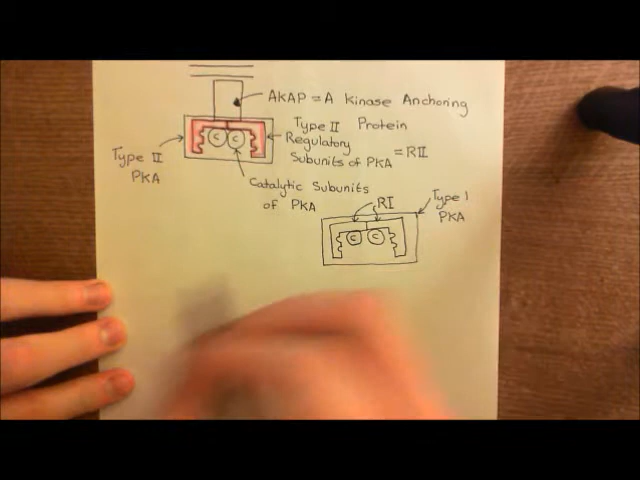 AKAP = A Kinase Anchoring
Protein
Type II
Regulatory
Subunits of PKA = RII
C C
Type II
PKA
Catalytic Subunits
of PKA
RI
Type I
PKA
C C